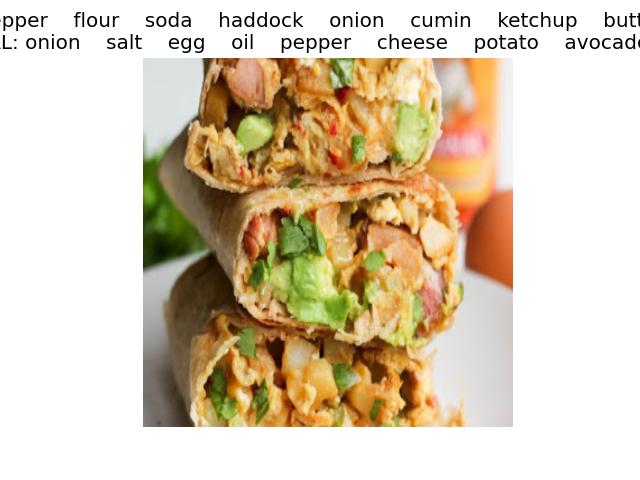 epper flour soda haddock onion cumin ketchup butt
L: onion salt egg oil pepper cheese potato avocad